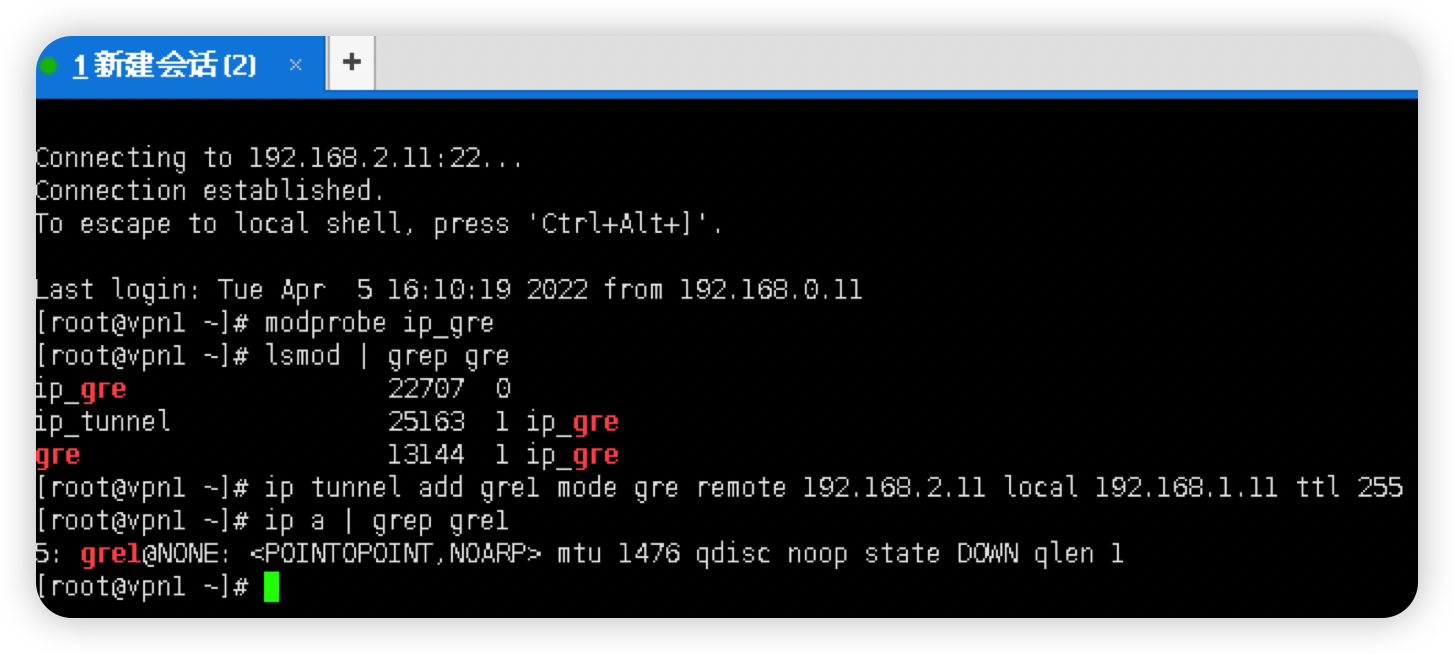 1 新建会话 (2) × +
Connecting to 192.168.2.11:22...
Connection established.
To escape to local shell, press 'Ctrl+Alt+]'.
Last login: Tue Apr  5 16:10:19 2022 from 192.168.0.11
[root@vpn1 ~]# modprobe ip_gre
[root@vpn1 ~]# lsmod | grep gre
ip_gre                 22707  0
ip_tunnel              25163  1 ip_gre
gre                    13144  1 ip_gre
[root@vpn1 ~]# ip tunnel add gre1 mode gre remote 192.168.2.11 local 192.168.1.11 ttl 255
[root@vpn1 ~]# ip a | grep gre1
5: gre1@NONE: <POINTOPOINT,NOARP> mtu 1476 qdisc noop state DOWN qlen 1
[root@vpn1 ~]#